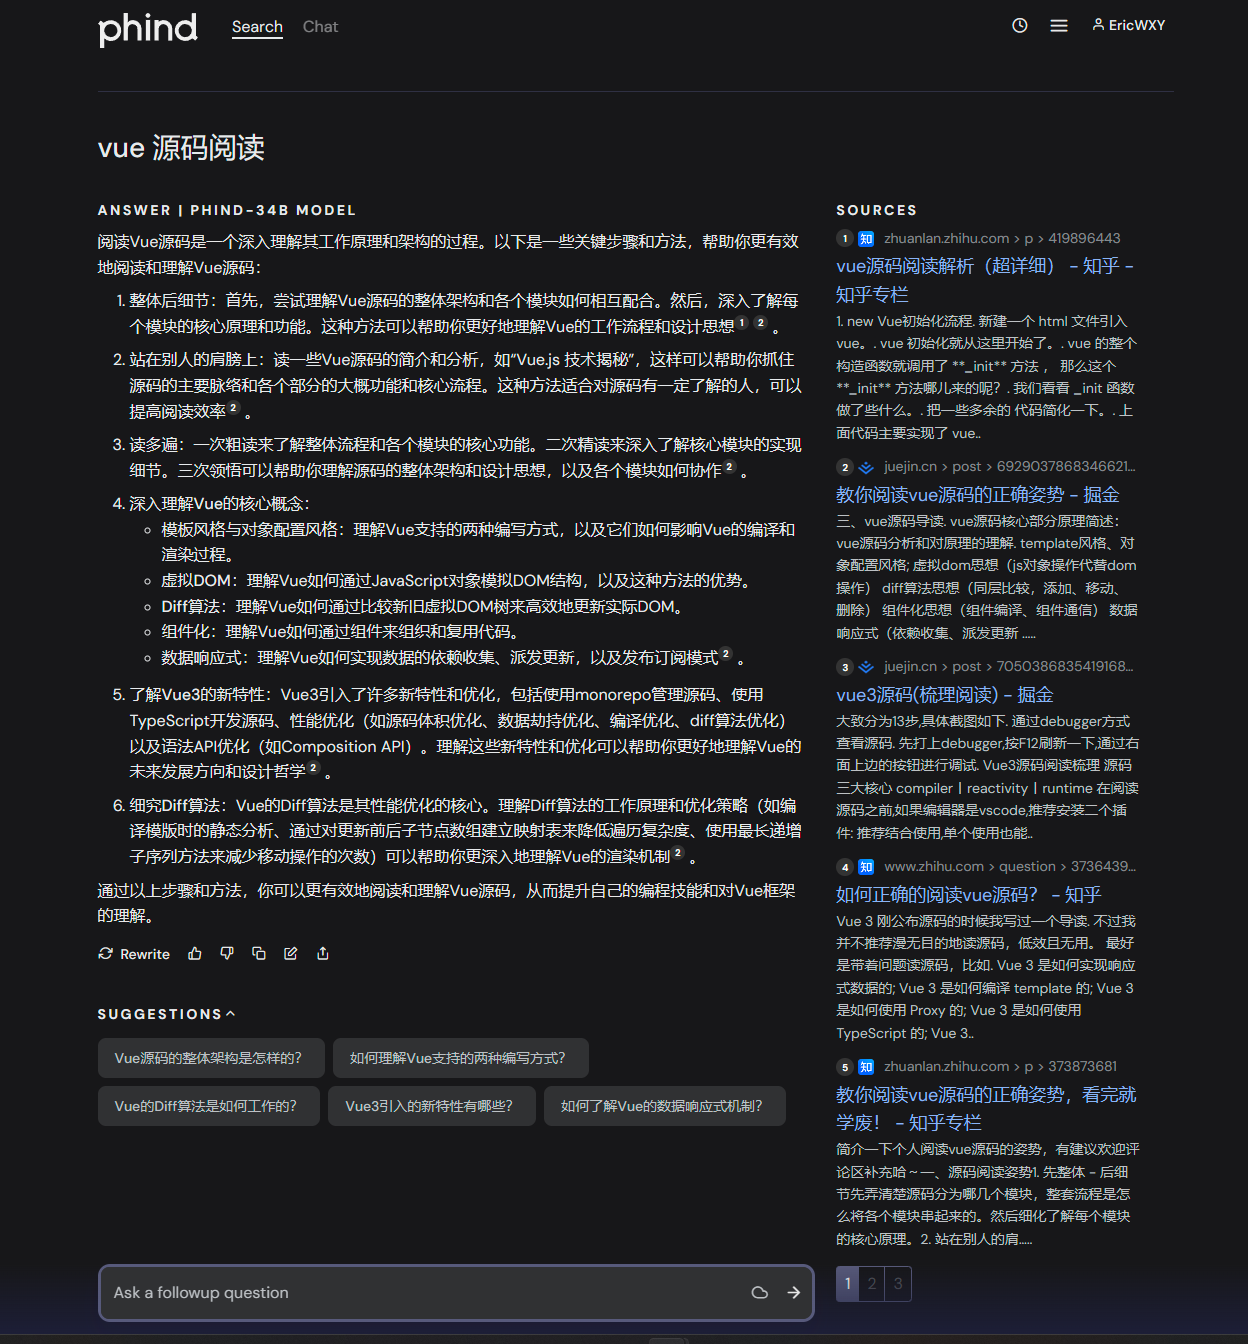 phind
Search
Chat
EricWXY
vue 源码阅读
ANSWER | PHIND-34B MODEL
阅读Vue源码是一个深入理解其工作原理和架构的过程。以下是一些关键步骤和方法，帮助你更有效
地阅读和理解Vue源码：
1. 整体后细节：首先，尝试理解Vue源码的整体架构和各个模块如何相互配合。然后，深入了解每
个模块的核心原理和功能。这种方法可以帮助你更好地理解Vue的工作流程和设计思想 1 2 。
2. 站在别人的肩膀上：读一些Vue源码的简介和分析，如“Vue.js 技术揭秘”，这样可以帮助你抓住
源码的主要脉络和各个部分的大概功能和核心流程。这种方法适合对源码有一定了解的人，可以
提高阅读效率 2 。
3. 读多遍：一次粗读来了解整体流程和各个模块的核心功能。二次精读来深入了解核心模块的实现
细节。三次领悟可以帮助你理解源码的整体架构和设计思想，以及各个模块如何协作 2 。
4. 深入理解Vue的核心概念：
模板风格与对象配置风格：理解Vue支持的两种编写方式，以及它们如何影响Vue的编译和
渲染过程。
虚拟DOM：理解Vue如何通过JavaScript对象模拟DOM结构，以及这种方法的优势。
Diff算法：理解Vue如何通过比较新旧虚拟DOM树来高效地更新实际DOM。
组件化：理解Vue如何通过组件来组织和复用代码。
数据响应式：理解Vue如何实现数据的依赖收集、派发更新，以及发布订阅模式 2 。
5. 了解Vue3的新特性：Vue3引入了许多新特性和优化，包括使用monorepo管理源码、使用
TypeScript开发源码、性能优化（如源码体积优化、数据劫持优化、编译优化、diff算法优化）
以及语法API优化（如Composition API）。理解这些新特性和优化可以帮助你更好地理解Vue的
未来发展方向和设计哲学 2 。
6. 细究Diff算法：Vue的Diff算法是其性能优化的核心。理解Diff算法的工作原理和优化策略（如编
译模版时的静态分析、通过对更新前后子节点数组建立映射表来降低遍历复杂度、使用最长递增
子序列方法来减少移动操作的次数）可以帮助你更深入地理解Vue的渲染机制 2 。
通过以上步骤和方法，你可以更有效地阅读和理解Vue源码，从而提升自己的编程技能和对Vue框架
的理解。
Rewrite
SUGGESTIONS
Vue源码的整体架构是怎样的？
如何理解Vue支持的两种编写方式？
Vue的Diff算法是如何工作的？
Vue3引入的新特性有哪些？
如何了解Vue的数据响应式机制？
Ask a followup question
SOURCES
1 知 zhuanlan.zhihu.com › p › 419896443
vue源码阅读解析（超详细） - 知乎 -
知乎专栏
1. new Vue初始化流程. 新建一个 html 文件引入
vue。. vue 初始化就从这里开始了。. vue 的整个
构造函数就调用了 **_init** 方法 ， 那么这个
**_init** 方法哪儿来的呢？. 我们看看 _init 函数
做了些什么。. 把一些多余的 代码简化一下。. 上
面代码主要实现了 vue..
2 juejin.cn › post › 6929037868346621...
教你阅读vue源码的正确姿势 - 掘金
三、vue源码导读. vue源码核心部分原理简述：
vue源码分析和对原理的理解. template风格、对
象配置风格; 虚拟dom思想（js对象操作代替dom
操作） diff算法思想（同层比较，添加、移动、
删除） 组件化思想（组件编译、组件通信） 数据
响应式（依赖收集、派发更新 .....
3 juejin.cn › post › 7050386835419168...
vue3源码(梳理阅读) - 掘金
大致分为13步,具体截图如下. 通过debugger方式
查看源码. 先打上debugger,按F12刷新一下,通过右
面上边的按钮进行调试. Vue3源码阅读梳理 源码
三大核心 compiler丨reactivity丨runtime 在阅读
源码之前,如果编辑器是vscode,推荐安装二个插
件: 推荐结合使用,单个使用也能..
4 知 www.zhihu.com › question › 3736439...
如何正确的阅读vue源码？ - 知乎
Vue 3 刚公布源码的时候我写过一个导读. 不过我
并不推荐漫无目的地读源码，低效且无用。 最好
是带着问题读源码，比如. Vue 3 是如何实现响应
式数据的; Vue 3 是如何编译 template 的; Vue 3
是如何使用 Proxy 的; Vue 3 是如何使用
TypeScript 的; Vue 3..
5 知 zhuanlan.zhihu.com › p › 373873681
教你阅读vue源码的正确姿势，看完就
学废！ - 知乎专栏
简介一下个人阅读vue源码的姿势，有建议欢迎评
论区补充哈～一、源码阅读姿势1. 先整体 - 后细
节先弄清楚源码分为哪几个模块，整套流程是怎
么将各个模块串起来的。然后细化了解每个模块
的核心原理。2. 站在别人的肩.....
1 2 3